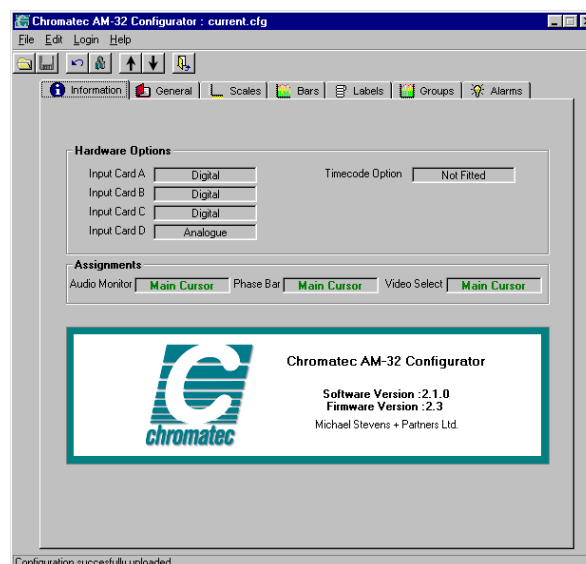 Chromatec AM-32 Configurator : current.cfg
File Edit Login Help
Information General Scales Bars Labels Groups Alarms
Hardware Options
Input Card A Digital Timecode Option Not Fitted
Input Card B Digital
Input Card C Digital
Input Card D Analogue
Assignments
Audio Monitor Main Cursor Phase Bar Main Cursor Video Select Main Cursor
Chromatec AM-32 Configurator
Software Version :2.1.0
Firmware Version :2.3
Michael Stevens + Partners Ltd.
chromatec
Configuration succesfully uploaded